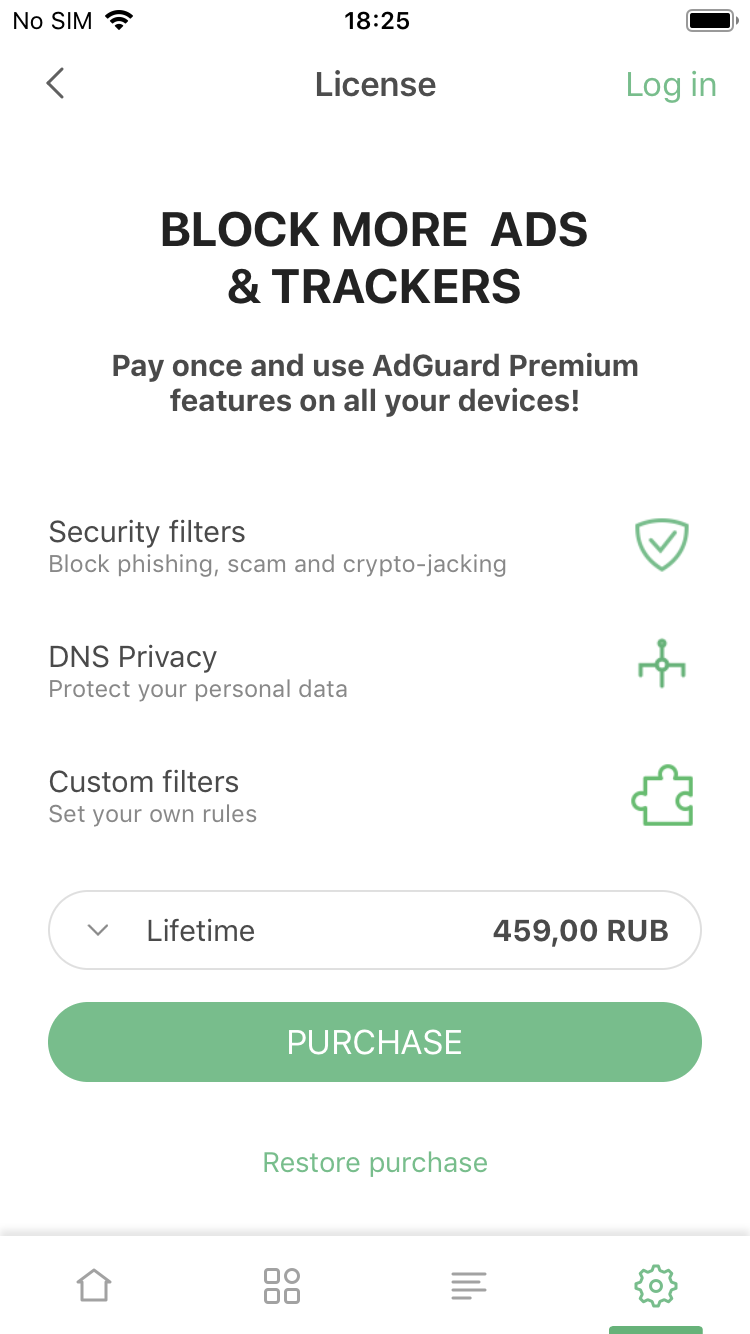 No SIM 18:25
License Log in
BLOCK MORE ADS
& TRACKERS
Pay once and use AdGuard Premium
features on all your devices!
Security filters
Block phishing, scam and crypto-jacking
DNS Privacy
Protect your personal data
Custom filters
Set your own rules
Lifetime 459,00 RUB
PURCHASE
Restore purchase